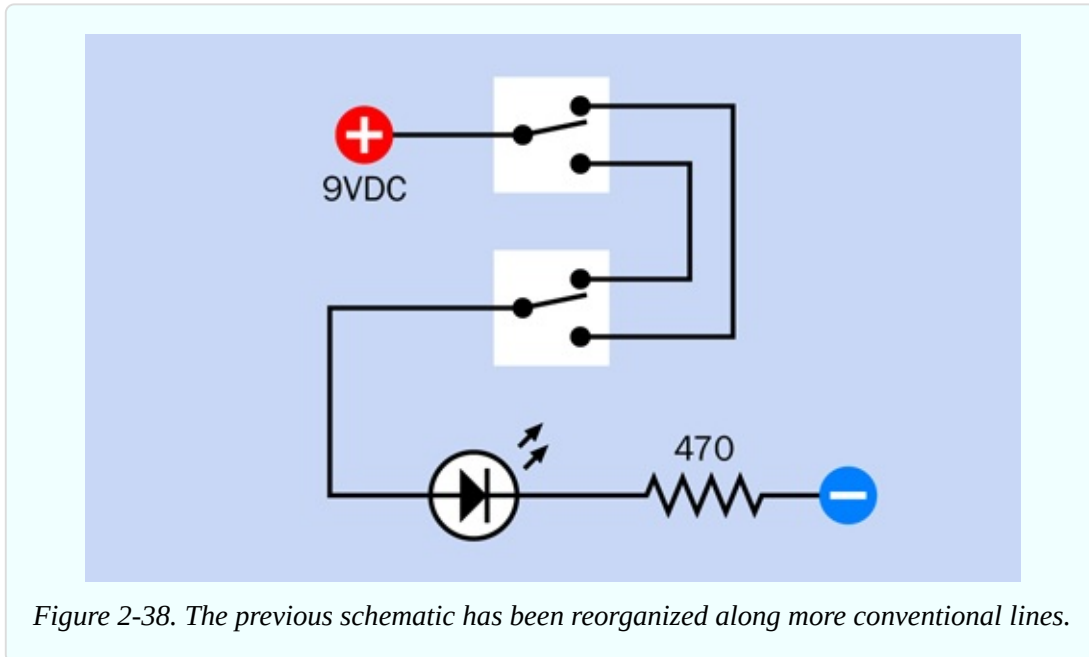 9VDC
470
Figure 2-38. The previous schematic has been reorganized along more conventional lines.